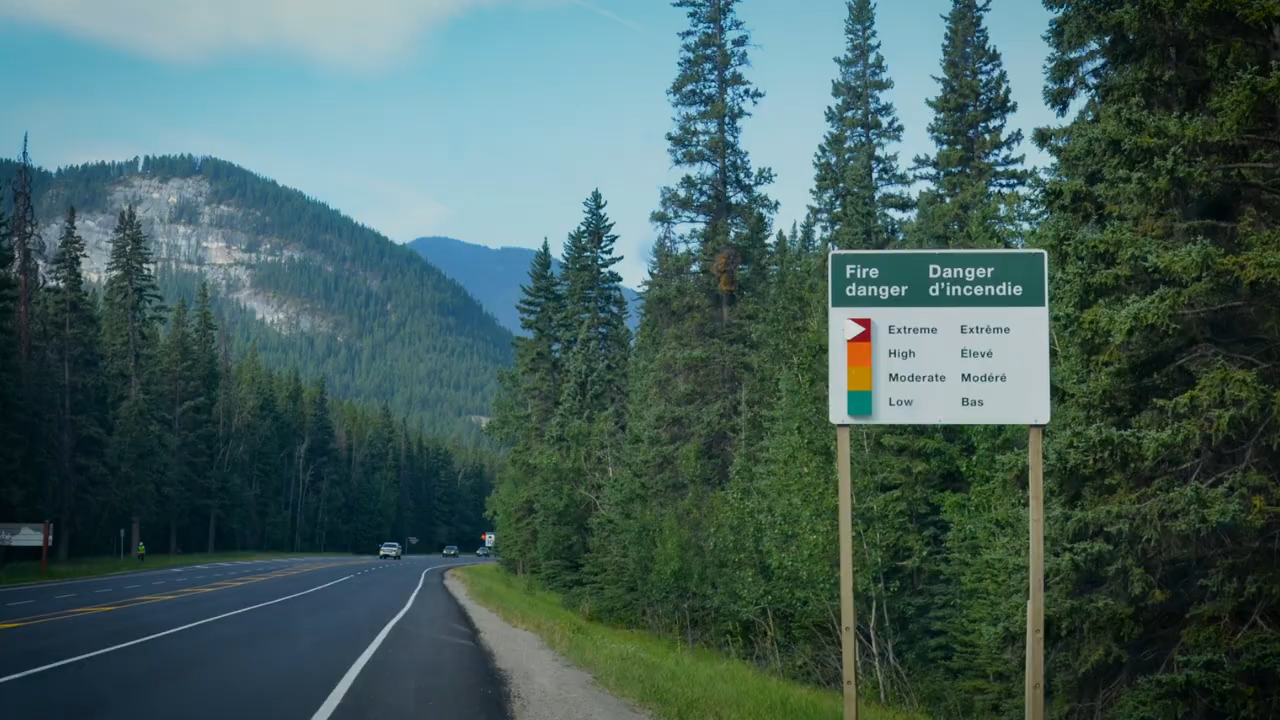 Fire Danger
danger d'incendie
Extreme Extrême
High Élevé
Moderate Modéré
Low Bas